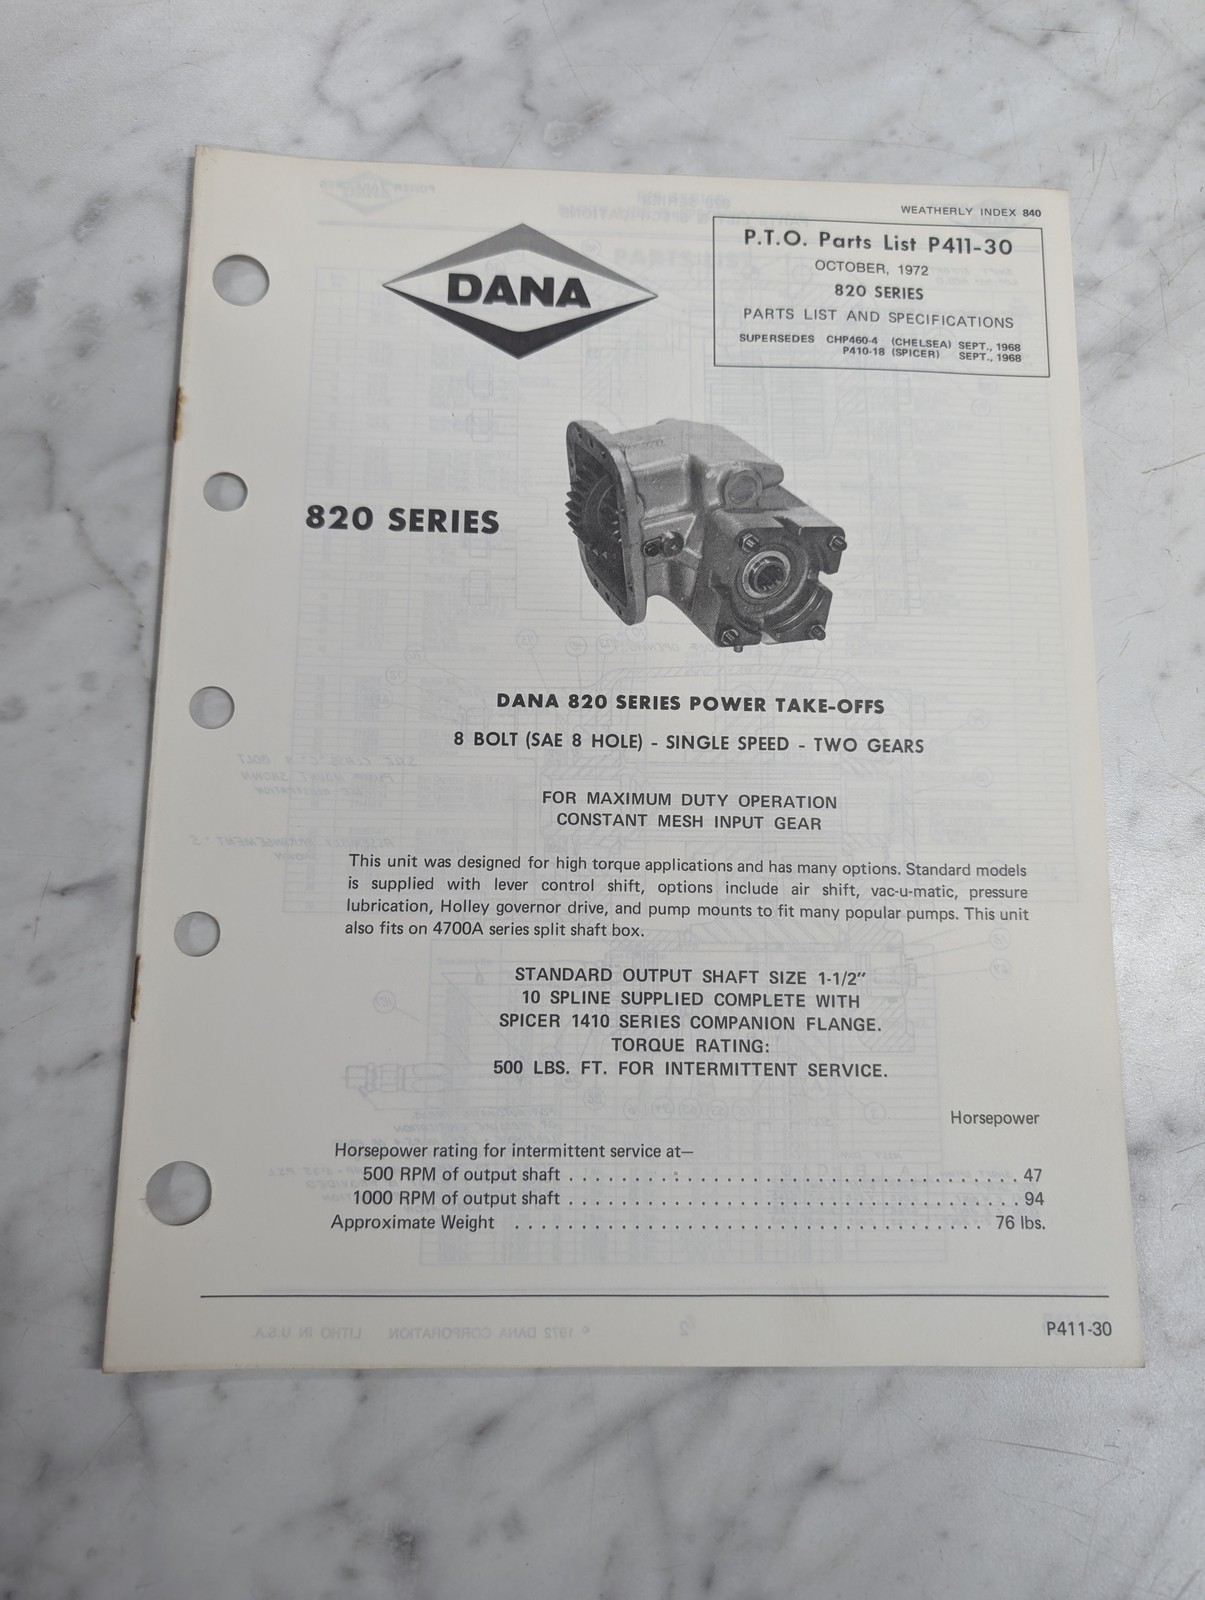 WEATHERLY INDEX 840
P.T.O. Parts List P411-30
OCTOBER, 1972
820 SERIES
PARTS LIST AND SPECIFICATIONS
SUPERSEDES CHP460-4 (CHELSEA) SEPT., 1968
P410-18 (SPICER) SEPT., 1968
DANA
820 SERIES
DANA 820 SERIES POWER TAKE-OFFS
8 BOLT (SAE 8 HOLE) - SINGLE SPEED - TWO GEARS
FOR MAXIMUM DUTY OPERATION
CONSTANT MESH INPUT GEAR
This unit was designed for high torque applications and has many options. Standard models
is supplied with lever control shift, options include air shift, vac-u-matic, pressure
lubrication, Holley governor drive, and pump mounts to fit many popular pumps. This unit
also fits on 4700A series split shaft box.
STANDARD OUTPUT SHAFT SIZE 1-1/2"
10 SPLINE SUPPLIED COMPLETE WITH
SPICER 1410 SERIES COMPANION FLANGE.
TORQUE RATING:
500 LBS. FT. FOR INTERMITTENT SERVICE.
Horsepower
Horsepower rating for intermittent service at—
500 RPM of output shaft . . . . . . . . . . . . . . . . . . . . . . . . . . . . . . . . . . . 47
1000 RPM of output shaft . . . . . . . . . . . . . . . . . . . . . . . . . . . . . . . . . . . 94
Approximate Weight . . . . . . . . . . . . . . . . . . . . . . . . . . . . . . . . . . . . 76 lbs.
P411-30
© 1972 DANA CORPORATION LITHO IN U.S.A.